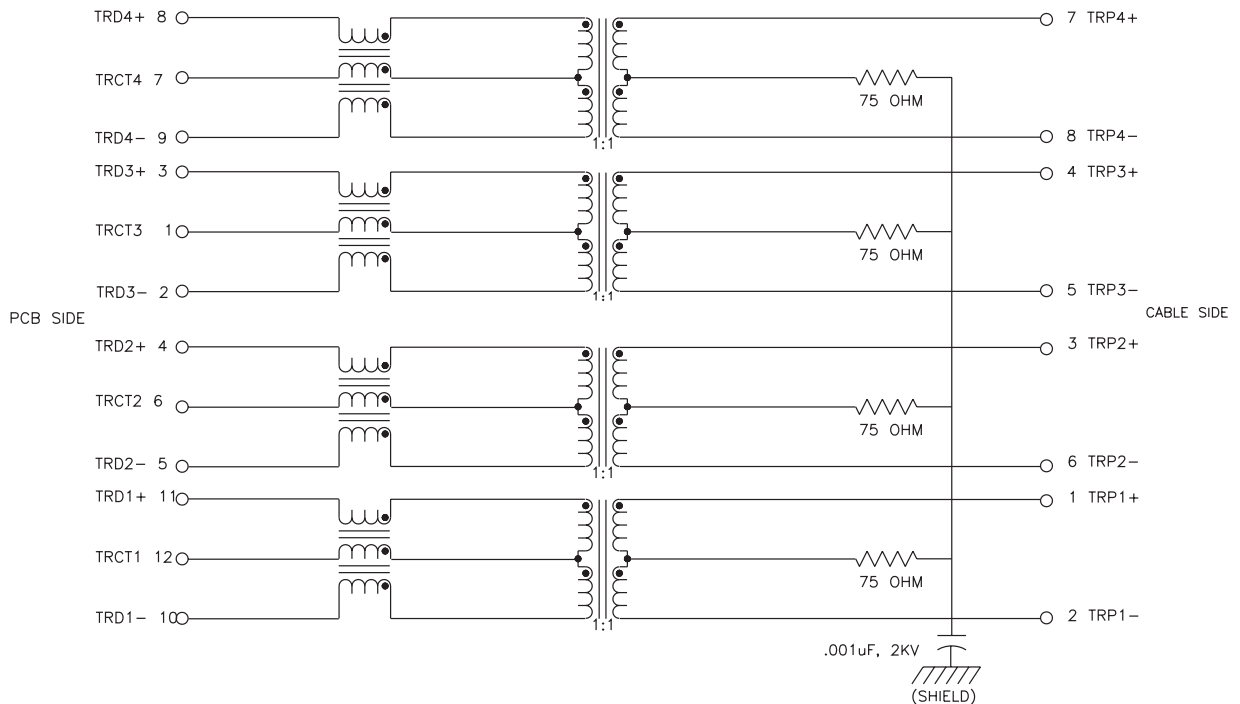 TRD4+ 8
7 TRP4+
TRCT4 7
75 OHM
TRD4- 9
8 TRP4-
1:1
TRD3+ 3
4 TRP3+
TRCT3 1
75 OHM
TRD3- 2
5 TRP3-
1:1
PCB SIDE
CABLE SIDE
TRD2+ 4
3 TRP2+
TRCT2 6
75 OHM
TRD2- 5
6 TRP2-
1:1
TRD1+ 11
1 TRP1+
TRCT1 12
75 OHM
TRD1- 10
2 TRP1-
1:1
.001uF, 2KV
(SHIELD)